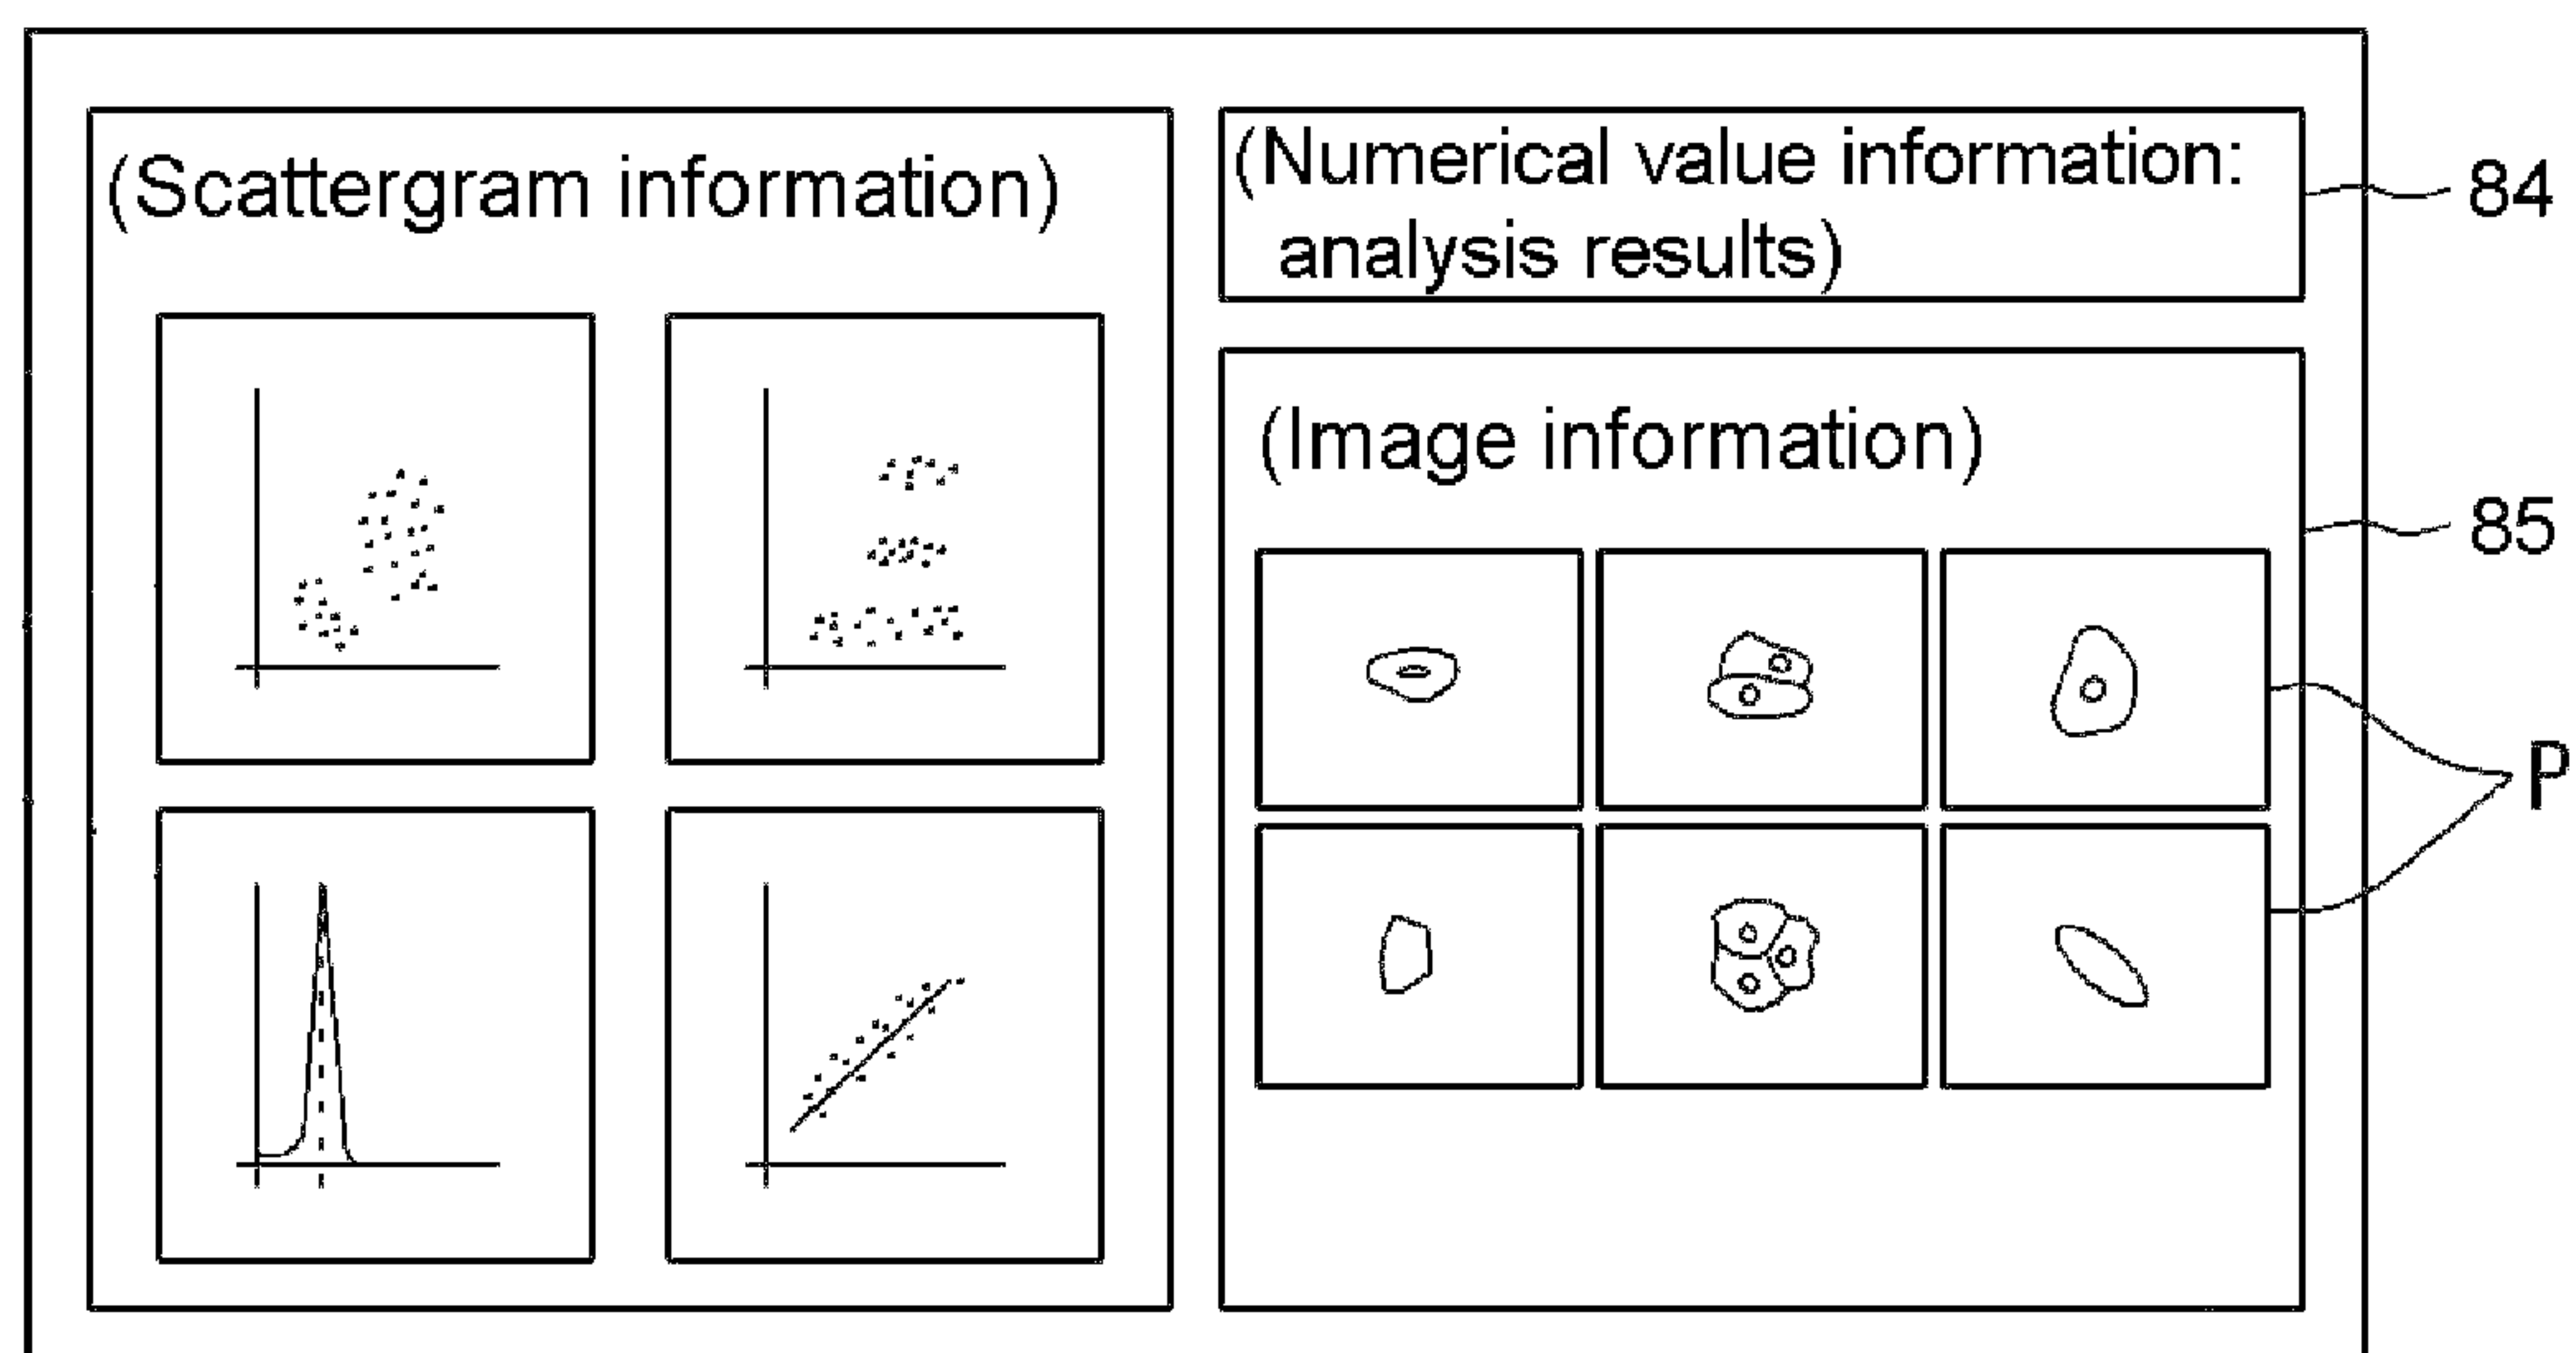 (Scattergram information)
(Numerical value information:
analysis results)
84
(Image information)
85
P